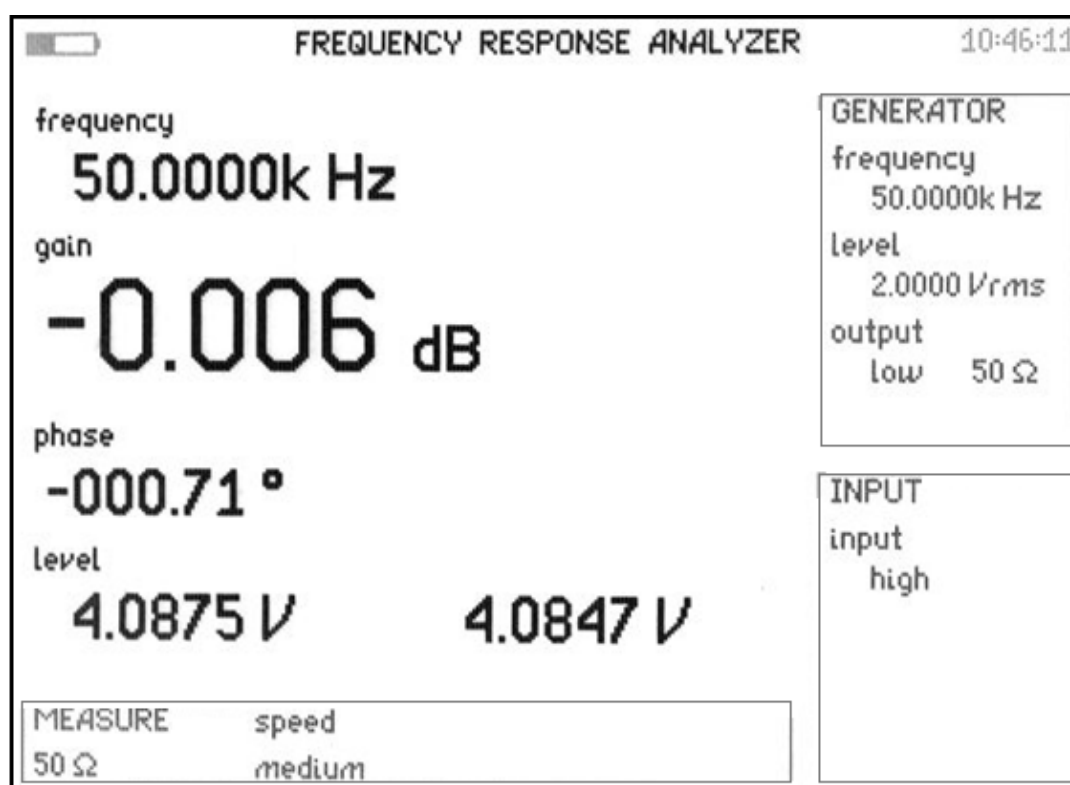 FREQUENCY RESPONSE ANALYZER 10:46:11
frequency
50.0000k Hz
gain
-0.006 dB
phase
-000.71 °
level
4.0875 V 4.0847 V
MEASURE speed
50 Ω medium
GENERATOR
frequency
50.0000k Hz
level
2.0000 Vrms
output
low 50 Ω
INPUT
input
high